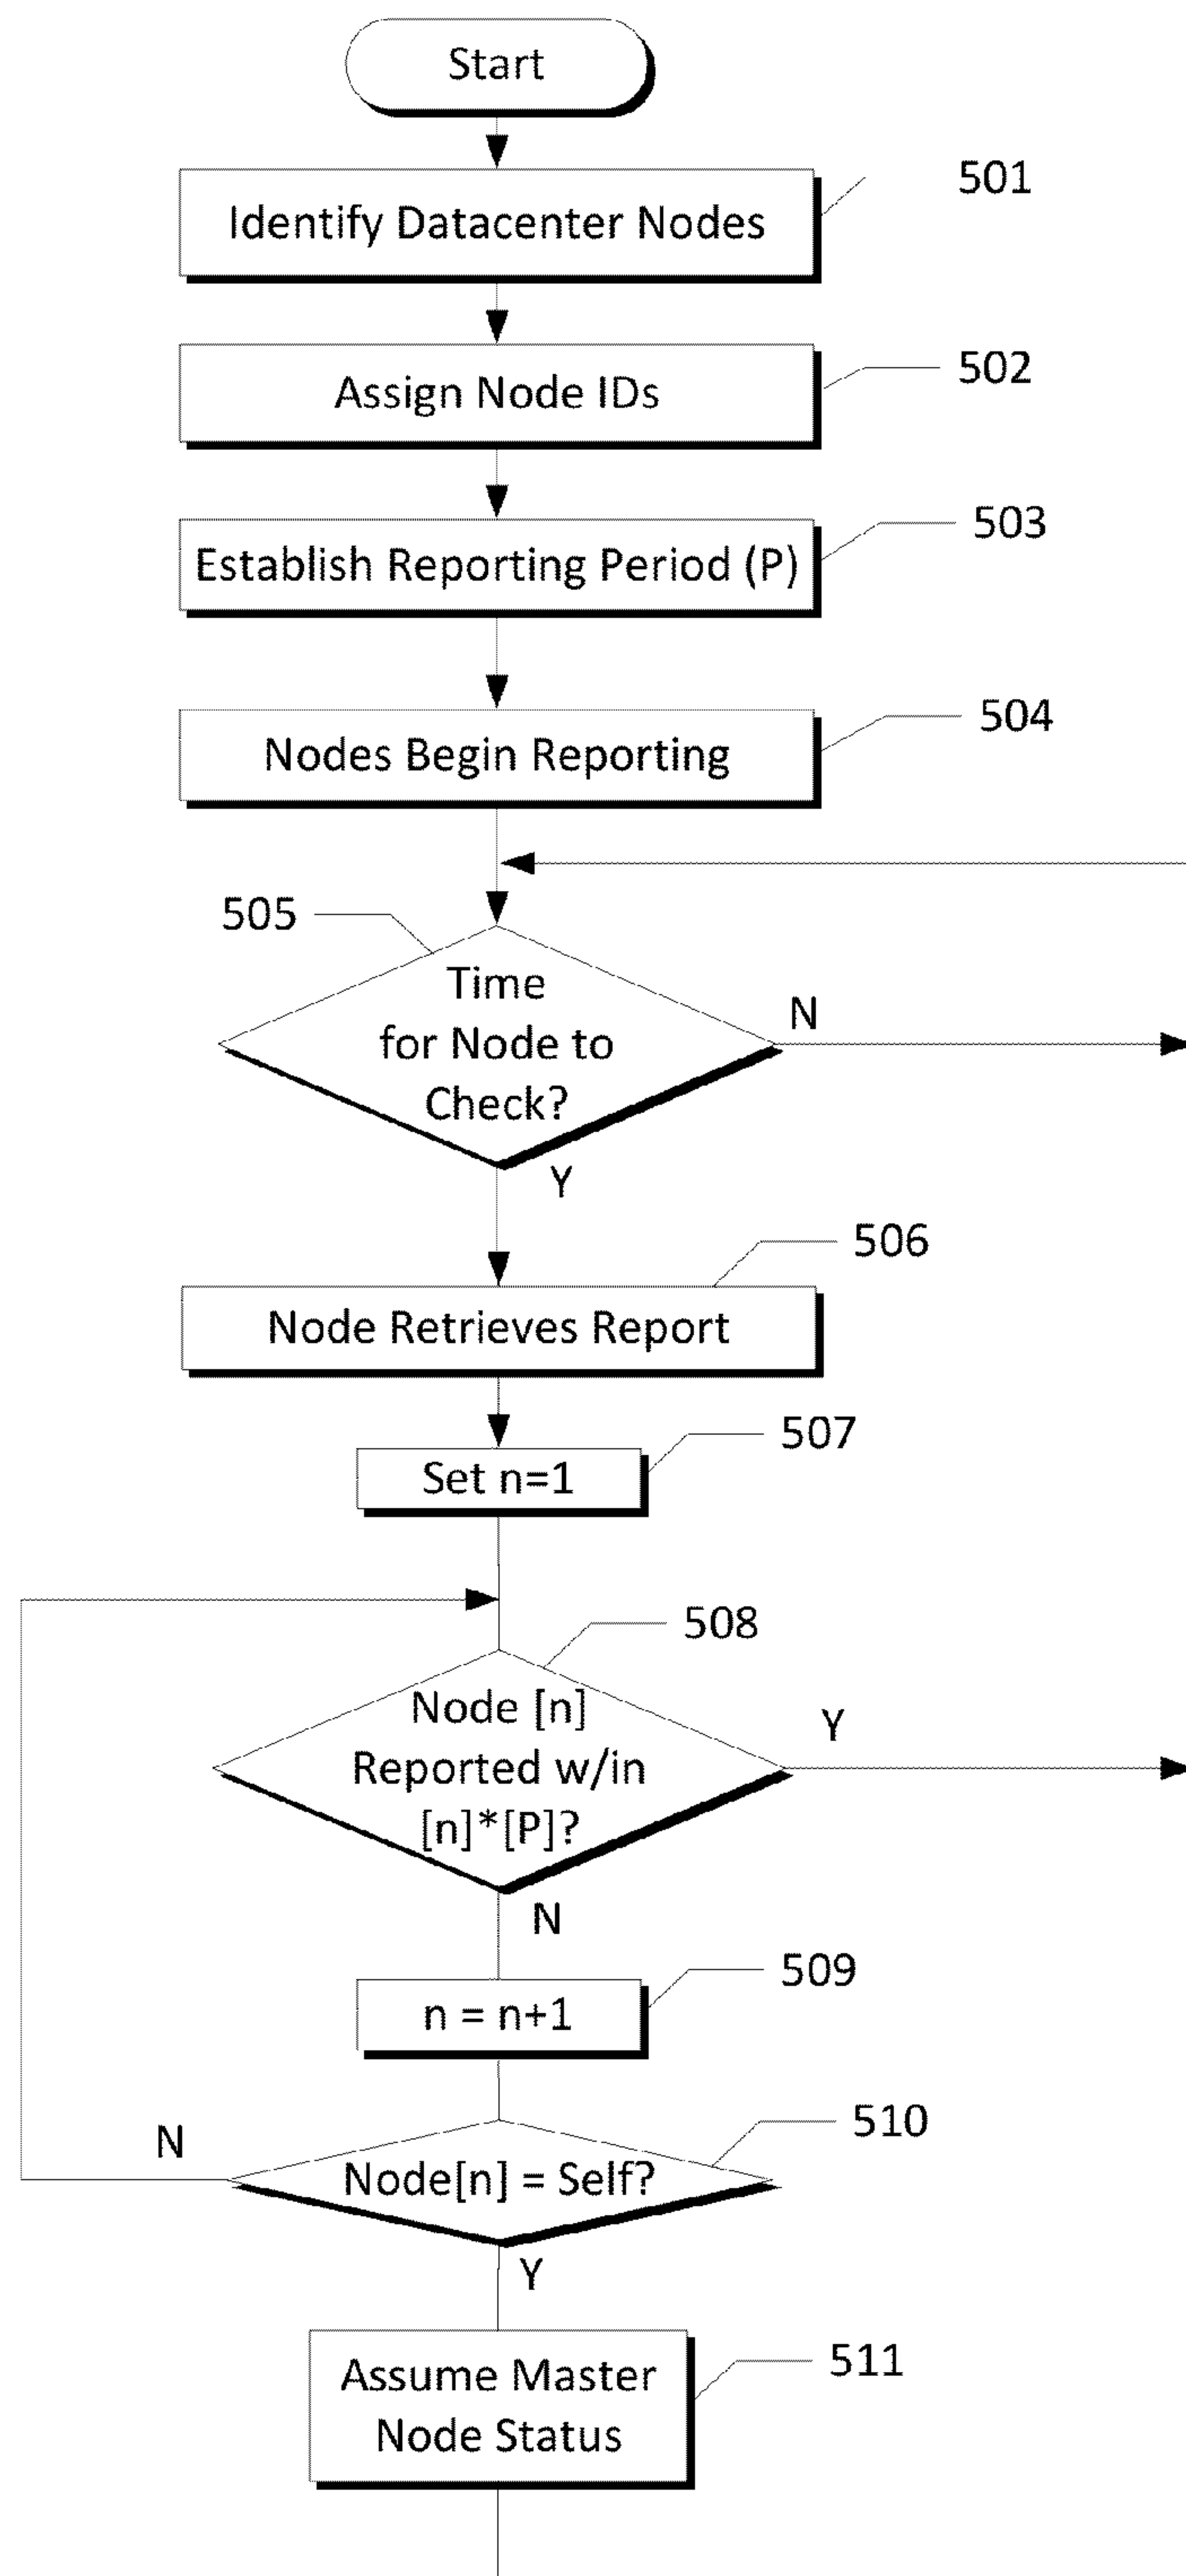 Start
501
Identify Datacenter Nodes
502
Assign Node IDs
503
Establish Reporting Period (P)
504
Nodes Begin Reporting
505
Time
for Node to
Check?
N
Y
506
Node Retrieves Report
507
Set n=1
508
Node [n]
Reported w/in
[n]*[P]?
Y
N
509
n = n+1
510
Node[n] = Self?
N
Y
511
Assume Master
Node Status